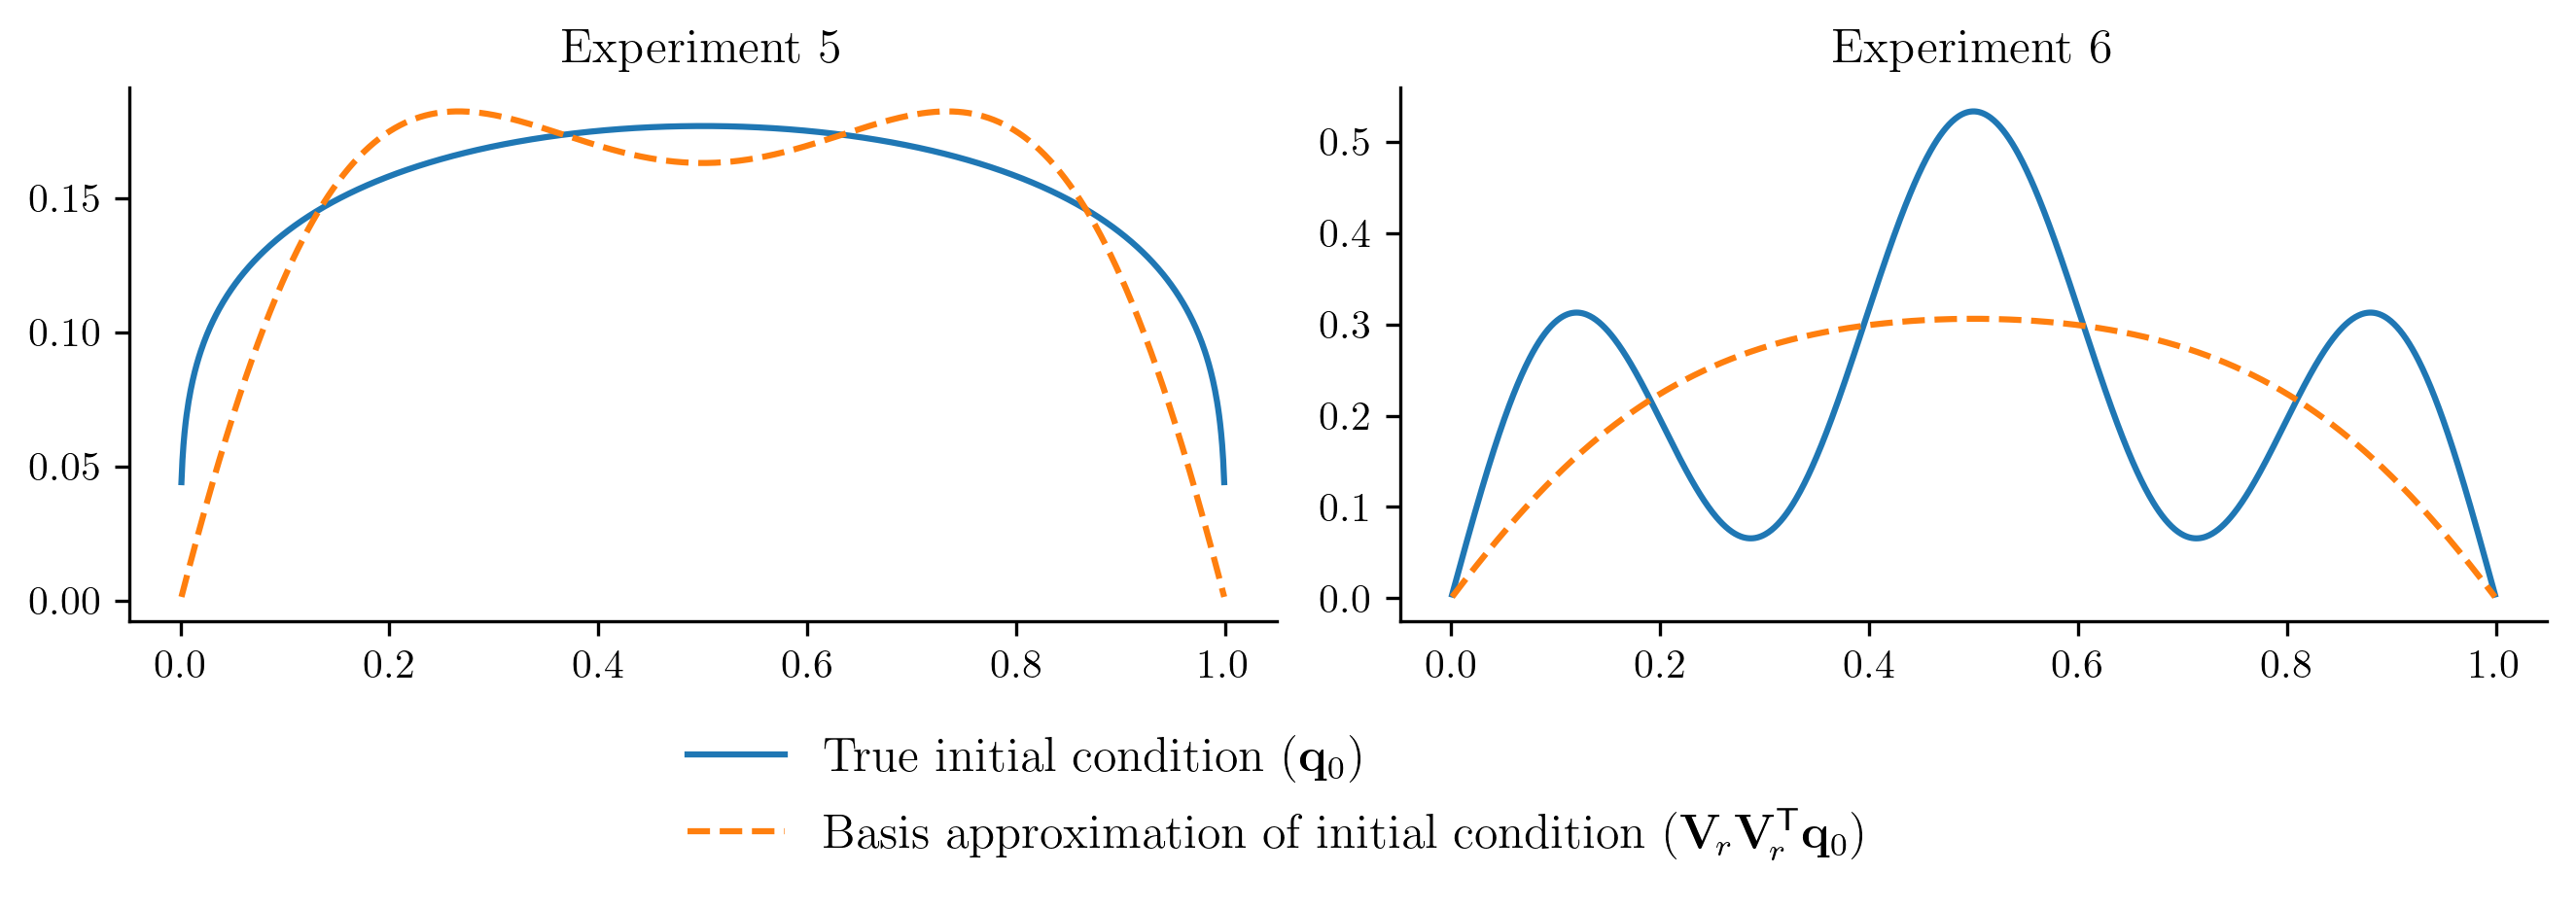 Experiment 5
0.15
0.10
0.05
0.00
0.0 0.2 0.4 0.6 0.8 1.0
Experiment 6
0.5
0.4
0.3
0.2
0.1
0.0
0.0 0.2 0.4 0.6 0.8 1.0
True initial condition (𝐪₀)
Basis approximation of initial condition (𝐕ᵣ𝐕ᵣᵀ𝐪₀)